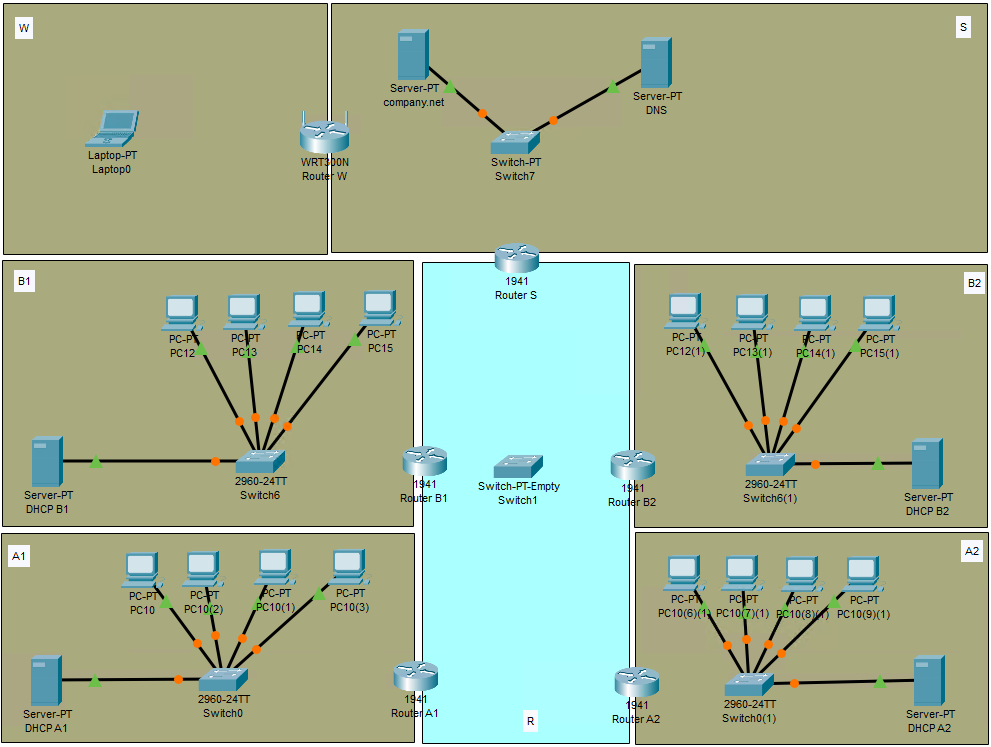 W
S
Laptop-PT
Laptop0
WRT300N
Router W
Server-PT
company.net
Server-PT
DNS
Switch-PT
Switch7
1941
Router S
B1
PC-PT
PC12
PC-PT
PC13
PC-PT
PC14
PC-PT
PC15
Server-PT
DHCP B1
2960-24TT
Switch6
1941
Router B1
Switch-PT-Empty
Switch1
B2
PC-PT
PC12(1)
PC-PT
PC13(1)
PC-PT
PC14(1)
PC-PT
PC15(1)
1941
Router B2
2960-24TT
Switch6(1)
Server-PT
DHCP B2
A1
PC-PT
PC10
PC-PT
PC10(2)
PC-PT
PC10(1)
PC-PT
PC10(3)
Server-PT
DHCP A1
2960-24TT
Switch0
1941
Router A1
R
A2
PC-PT
PC10(6)(1)
PC-PT
PC10(7)(1)
PC-PT
PC10(8)(1)
PC-PT
PC10(9)(1)
1941
Router A2
2960-24TT
Switch0(1)
Server-PT
DHCP A2